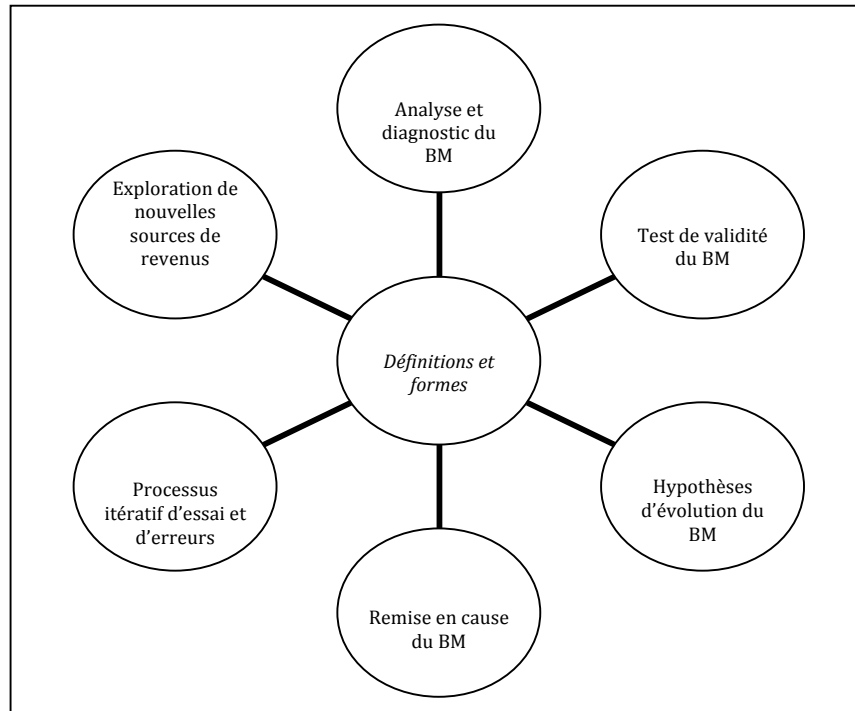 Analyse et
diagnostic du
BM
Exploration de
nouvelles
sources de
revenus
Test de validité
du BM
Définitions et
formes
Processus
itératif d'essai et
d'erreurs
Hypothèses
d'évolution du
BM
Remise en cause
du BM